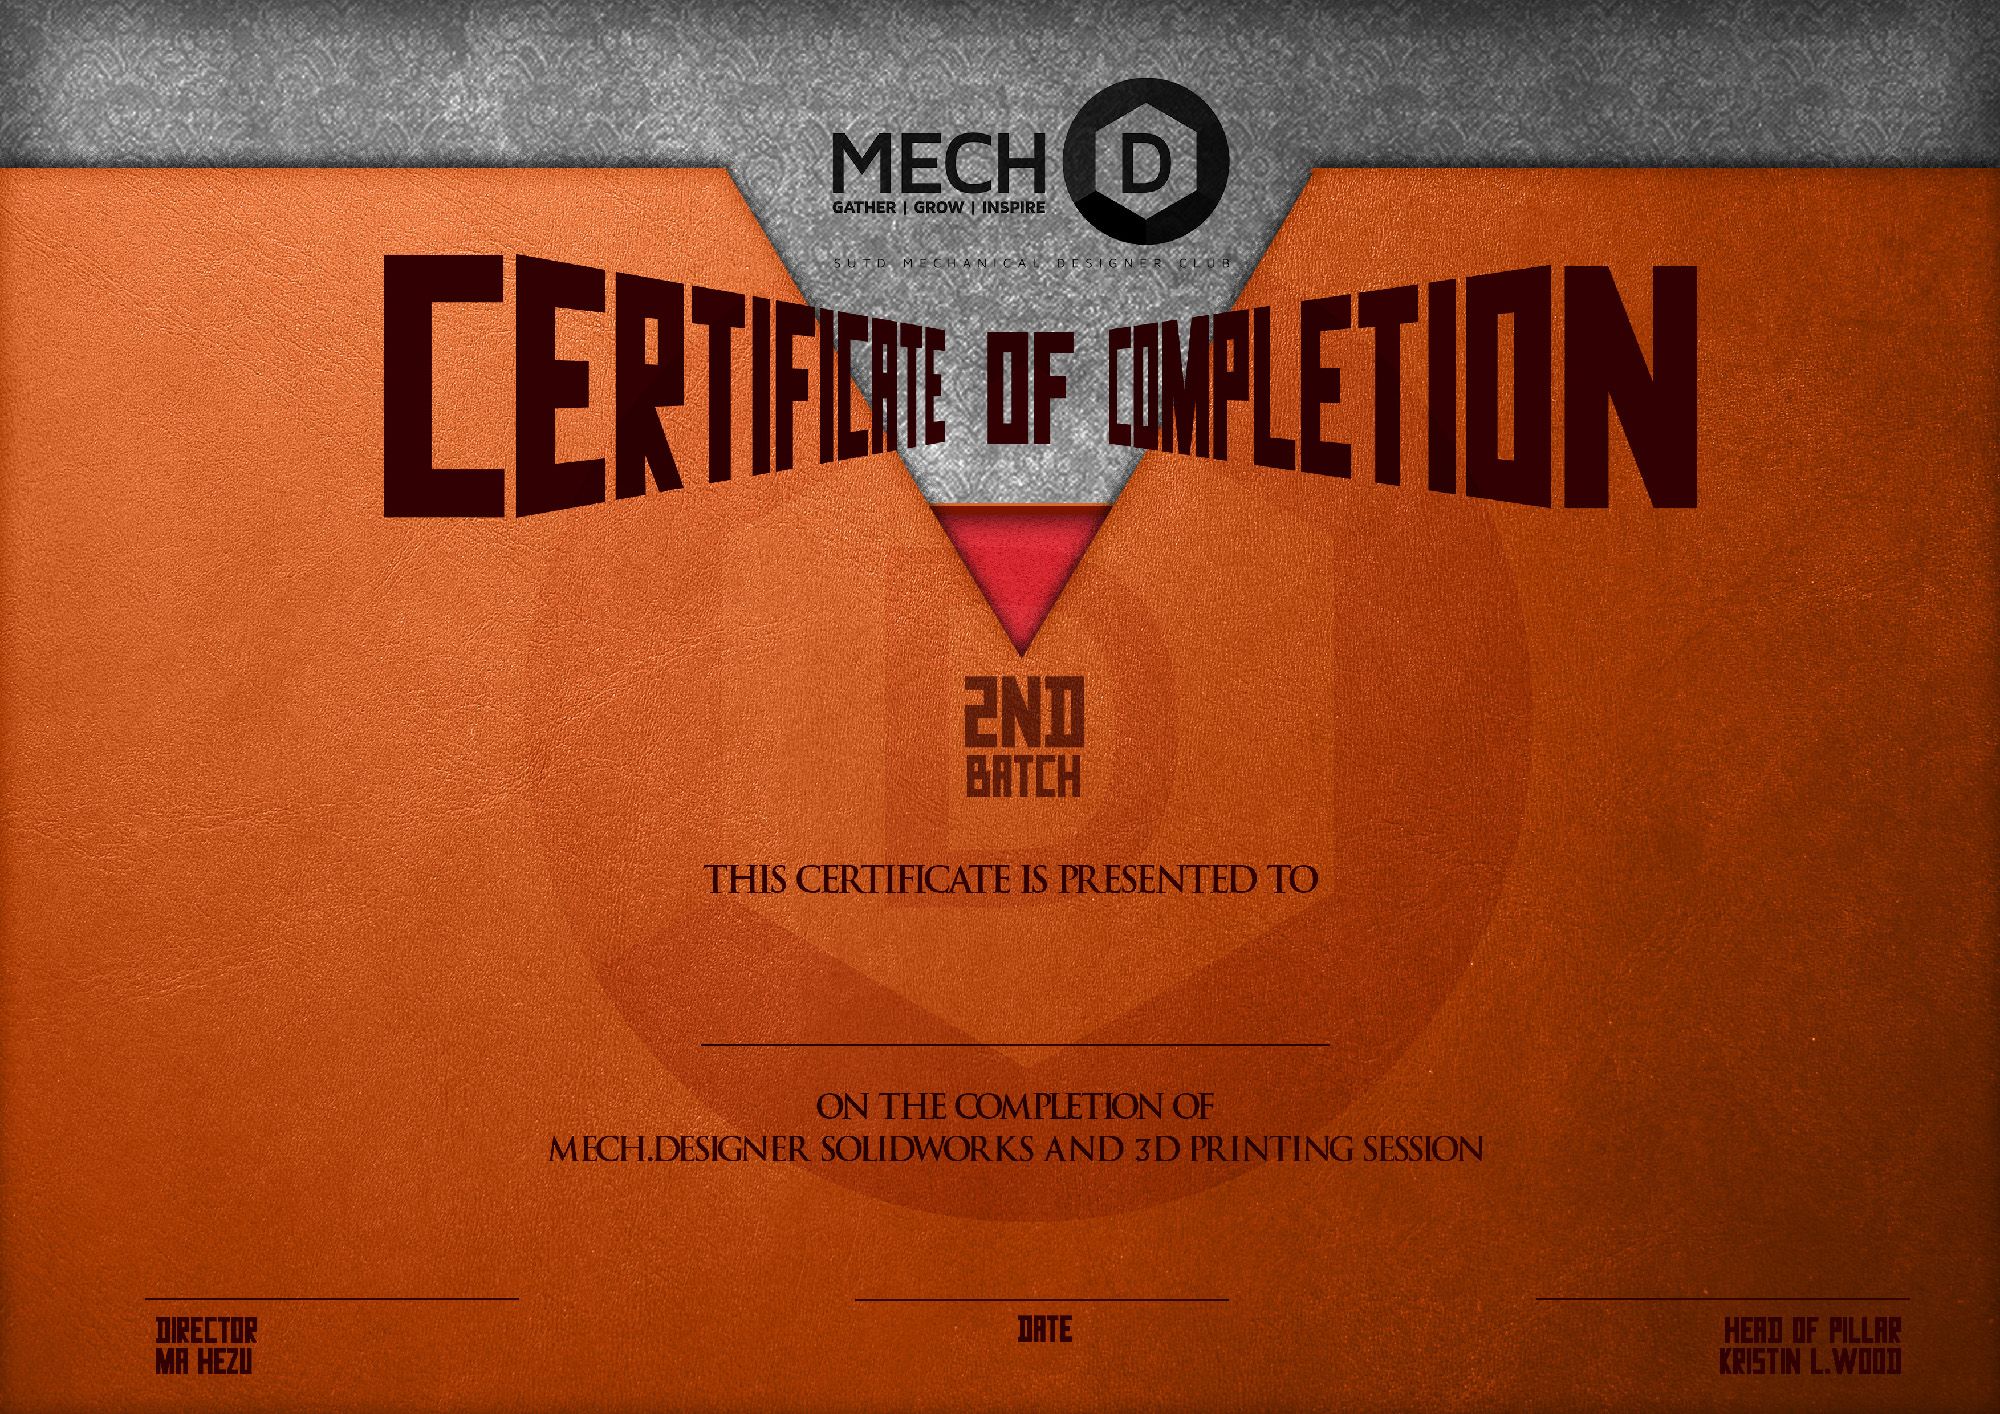 MECH D
GATHER | GROW | INSPIRE
SUTD MECHANICAL DESIGNER CLUB
CERTIFICATE OF COMPLETION
2ND
BATCH
THIS CERTIFICATE IS PRESENTED TO
ON THE COMPLETION OF
MECH.DESIGNER SOLIDWORKS AND 3D PRINTING SESSION
DIRECTOR
MA HEZU
DATE
HEAD OF PILLAR
KRISTIN L.WOOD